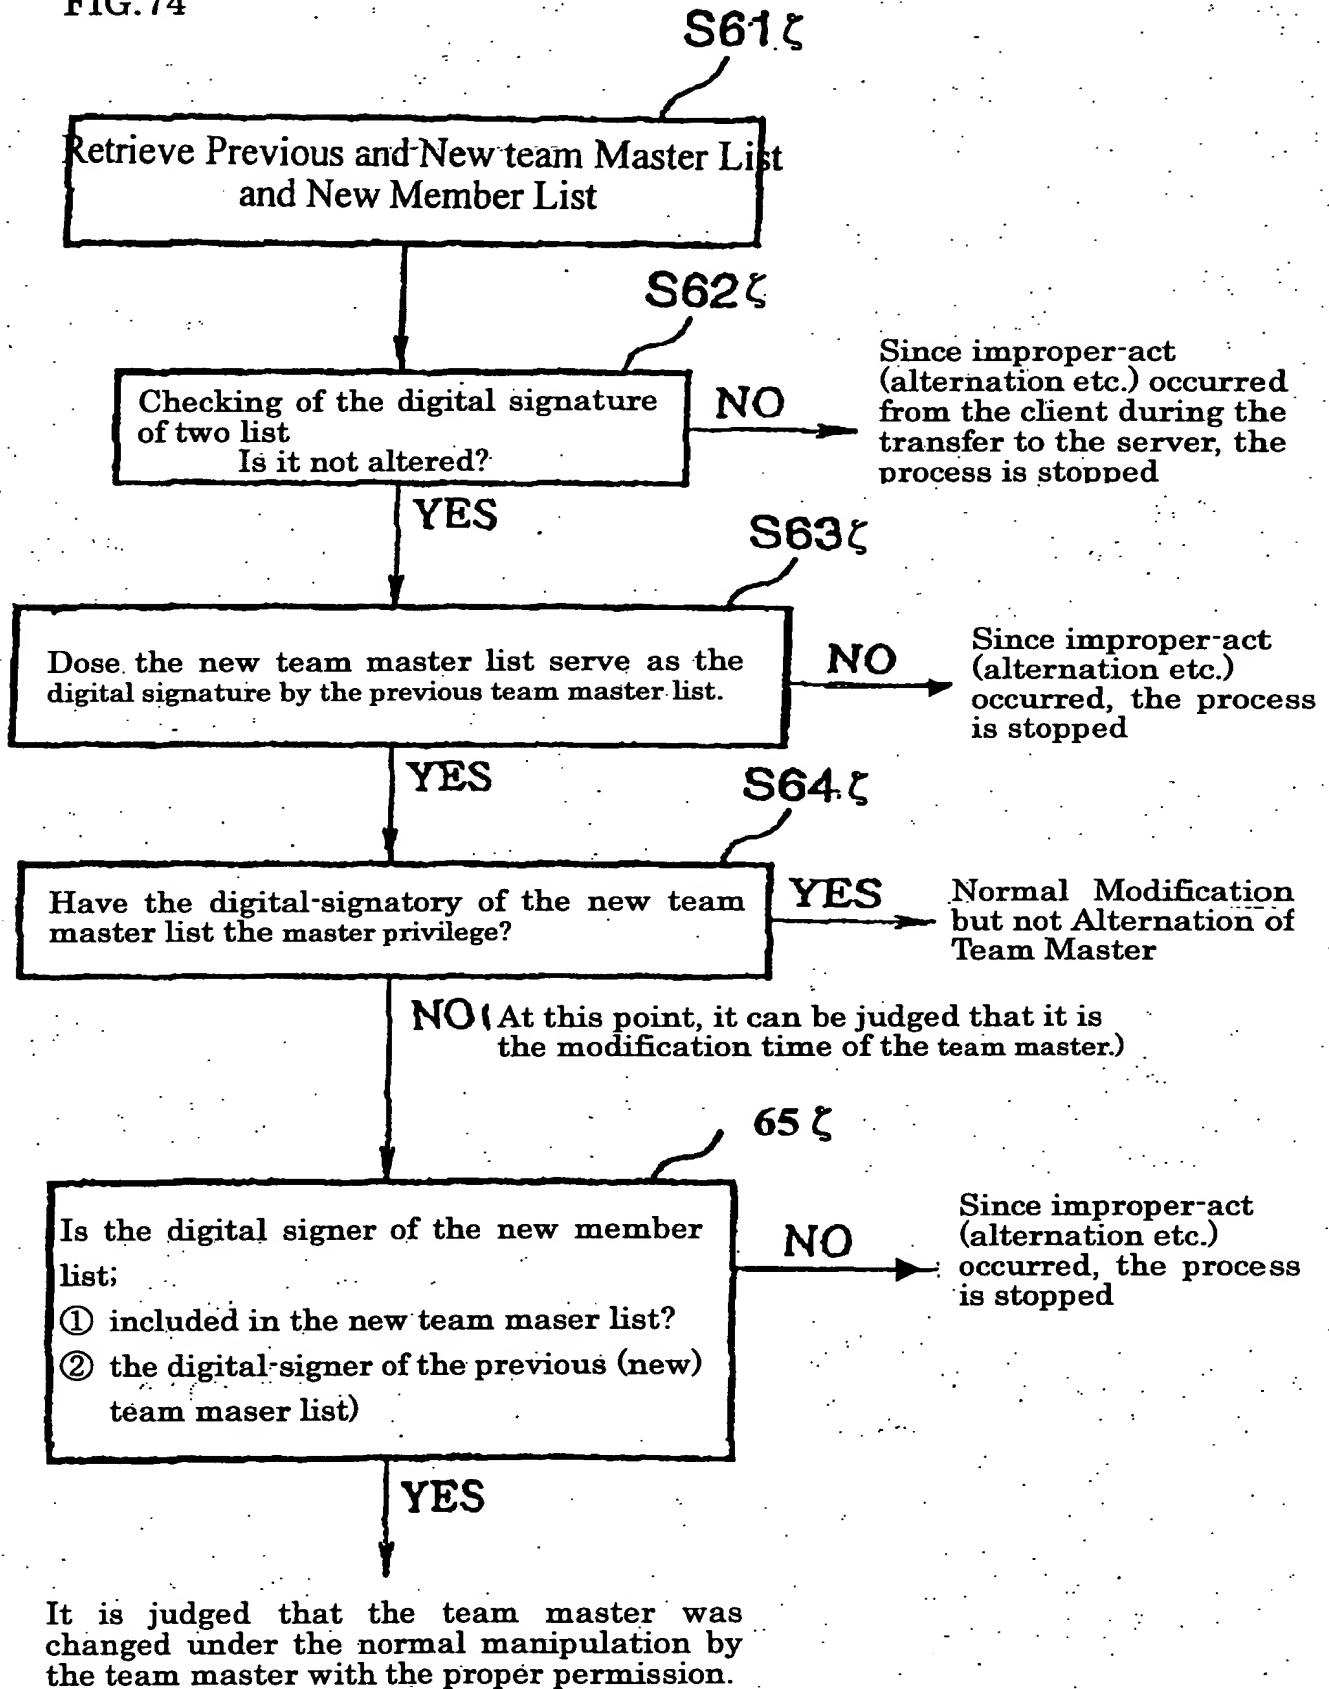 FIG.74
S61ζ
Retrieve Previous and New team Master List
and New Member List
S62ζ
Checking of the digital signature
of two list
Is it not altered?
NO
Since improper-act
(alternation etc.) occurred
from the client during the
transfer to the server, the
process is stopped
YES
S63ζ
Dose the new team master list serve as the
digital signature by the previous team master list.
NO
Since improper-act
(alternation etc.)
occurred, the process
is stopped
YES
S64ζ
Have the digital-signatory of the new team
master list the master privilege?
YES
Normal Modification
but not Alternation of
Team Master
NO (At this point, it can be judged that it is
the modification time of the team master.)
65ζ
Is the digital signer of the new member
list;
① included in the new team maser list?
② the digital-signer of the previous (new)
team maser list)
NO
Since improper-act
(alternation etc.)
occurred, the process
is stopped
YES
It is judged that the team master was
changed under the normal manipulation by
the team master with the proper permission.